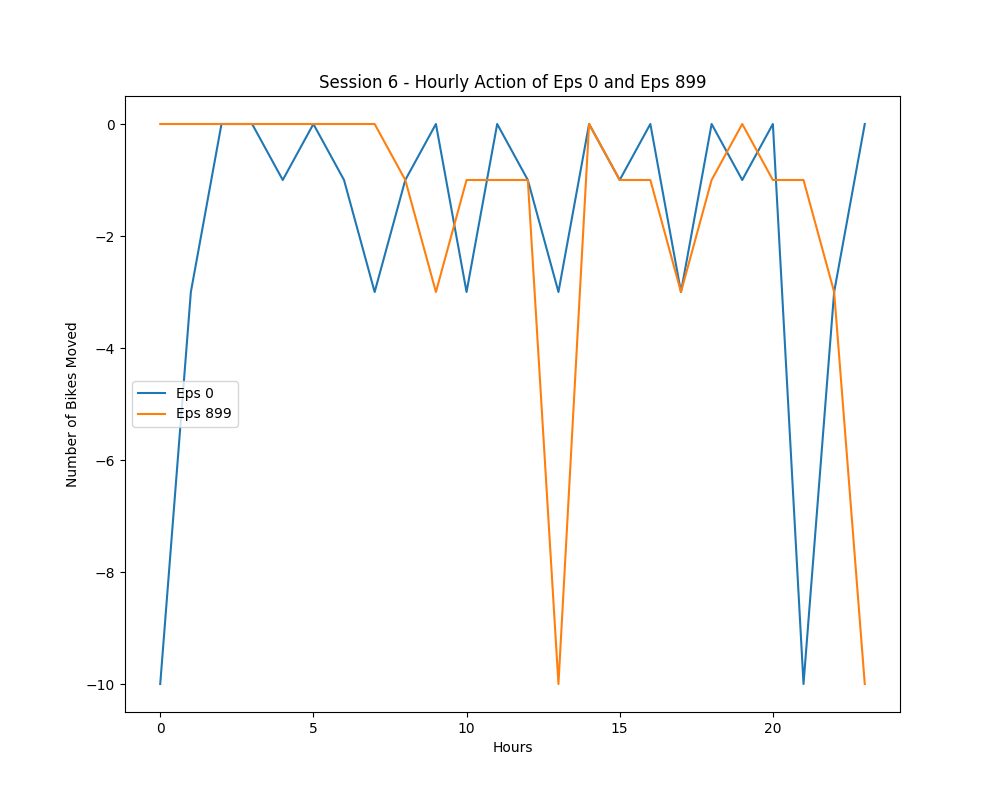 Session 6 - Hourly Action of Eps 0 and Eps 899
Number of Bikes Moved
0
−2
−4
−6
−8
−10
Eps 0
Eps 899
0 5 10 15 20
Hours